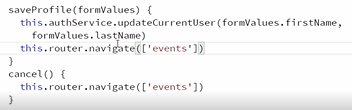 saveProfile(formValues) {
this.authService.updateCurrentUser(formValues.firstName,
formValues.lastName)
this.router.navigate(['events'])
}
cancel() {
this.router.navigate(['events'])
}